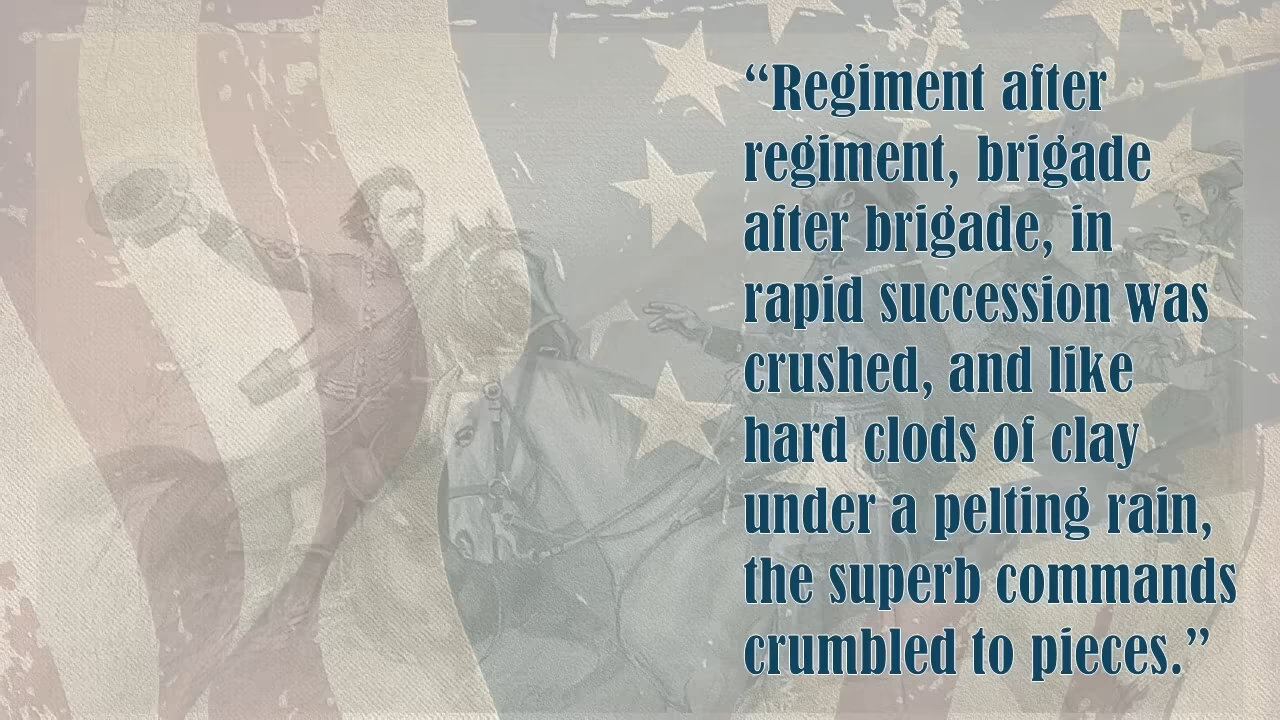 “Regiment after
regiment, brigade
after brigade, in
rapid succession was
crushed, and like
hard clods of clay
under a pelting rain,
the superb commands
crumbled to pieces.”